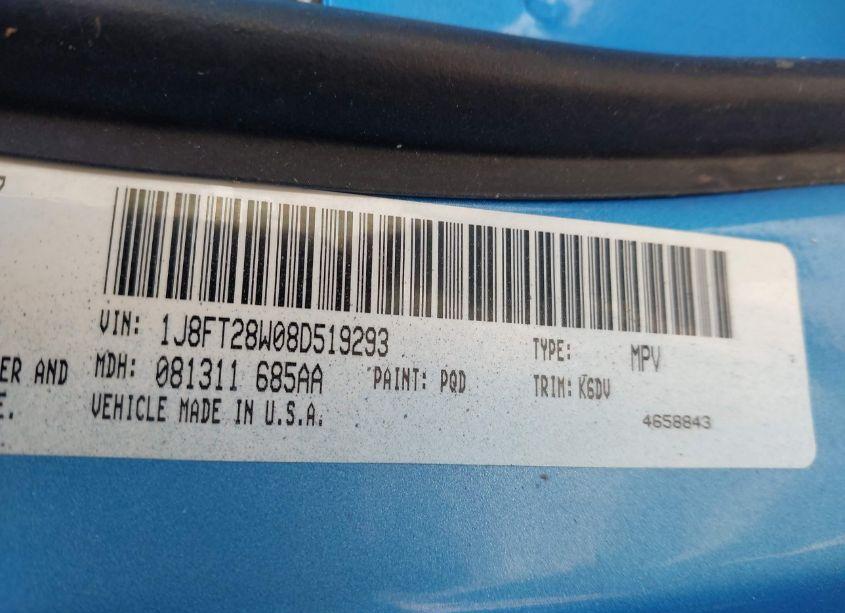 VIN: 1J8FT28W08D519293 TYPE: MPV
ER AND MDH: 081311 685AA PAINT: PQD TRIM: K6DV
E. VEHICLE MADE IN U.S.A. 4658843